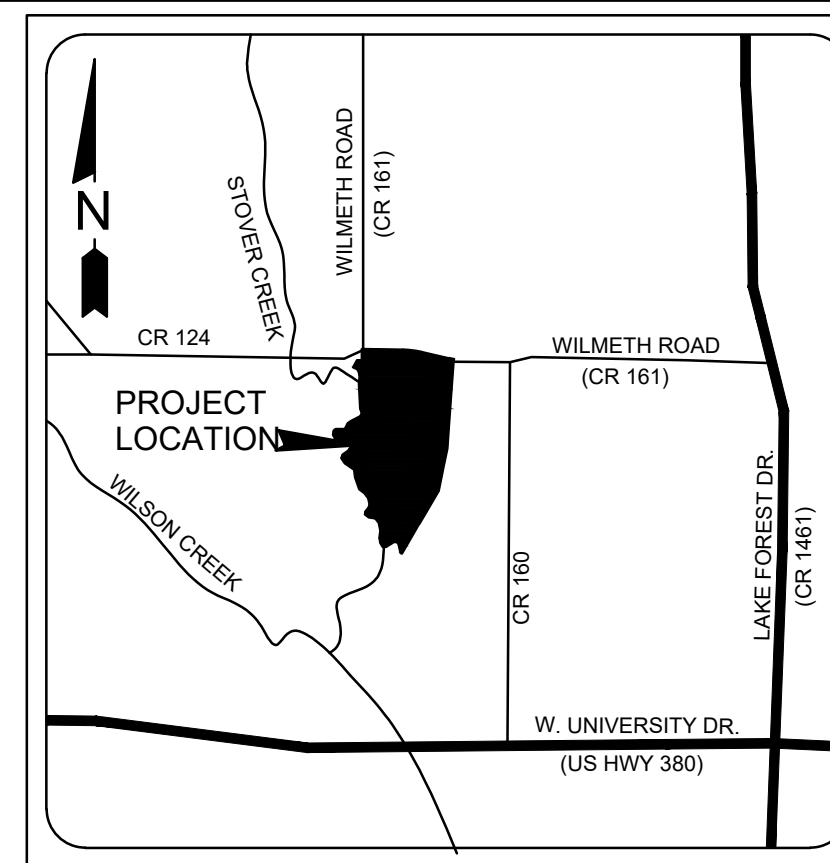 N
STOVER CREEK
WILMETH ROAD
(CR 161)
CR 124
WILMETH ROAD
(CR 161)
PROJECT
LOCATION
WILSON CREEK
CR 160
LAKE FOREST DR.
(CR 1461)
W. UNIVERSITY DR.
(US HWY 380)